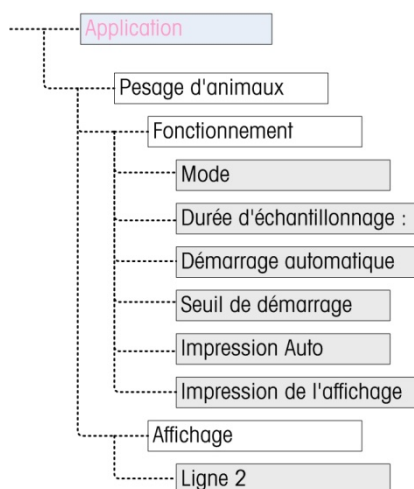 Application
Pesage d'animaux
Fonctionnement
Mode
Durée d'échantillonnage :
Démarrage automatique
Seuil de démarrage
Impression Auto
Impression de l'affichage
Affichage
Ligne 2